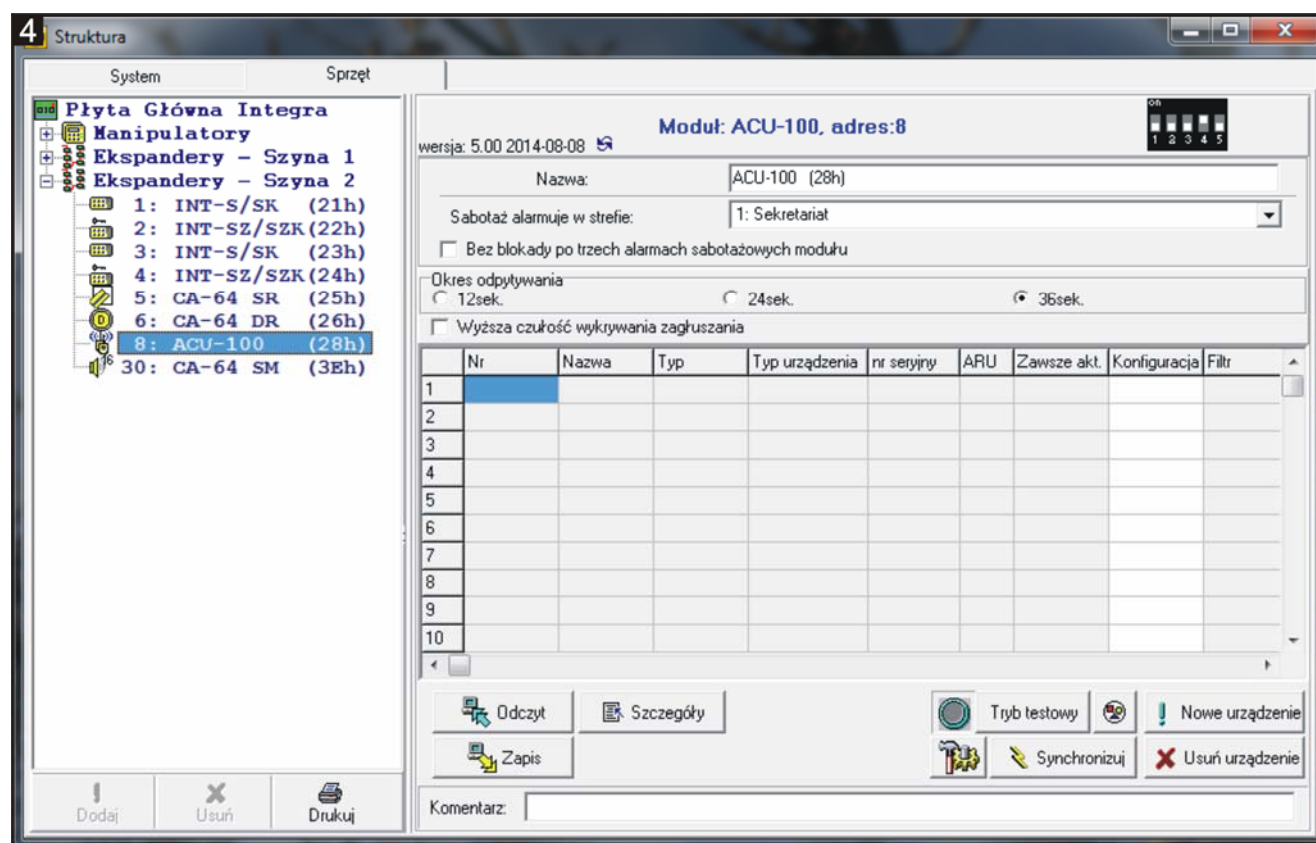 4
Struktura
System Sprzęt
Płyta Główna Integra
Manipulatory
Ekspandery - Szyna 1
Ekspandery - Szyna 2
1: INT-S/SK (21h)
2: INT-SZ/SZK(22h)
3: INT-S/SK (23h)
4: INT-SZ/SZK(24h)
5: CA-64 SR (25h)
6: CA-64 DR (26h)
8: ACU-100 (28h)
30: CA-64 SM (3Eh)
Dodaj Usuń Drukuj
Moduł: ACU-100, adres:8
wersja: 5.00 2014-08-08
on
1 2 3 4 5
Nazwa: ACU-100 (28h)
Sabotaż alarmuje w strefie: 1: Sekretariat
Bez blokady po trzech alarmach sabotażowych modułu
Okres odpytywania
12sek. 24sek. 36sek.
Wyższa czułość wykrywania zagłuszania
Nr Nazwa Typ Typ urządzenia nr seryjny ARU Zawsze akt. Konfiguracja Filtr
1
2
3
4
5
6
7
8
9
10
Odczyt Szczegóły Tryb testowy Nowe urządzenie
Zapis Synchronizuj Usuń urządzenie
Komentarz: